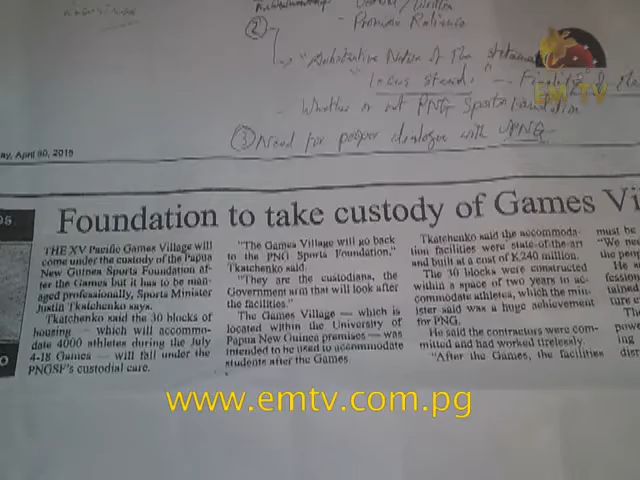 ②
- Promise Reliance
"Substantive Nature of the statement
"Locus Standi" - Finality of the
- Whether or not PNG Sports Foundation
③ Need for proper dialogue with UPNG
EMTV
ay, April 30, 2015
Foundation to take custody of Games Vi
THE XV Pacific Games Village will
come under the custody of the Papua
New Guinea Sports Foundation af-
ter the Games but it has to be man-
aged professionally, Sports Minister
Justin Tkatchenko says.
Tkatchenko said the 30 blocks of
housing — which will accommo-
date 4000 athletes during the July
4-18 Games — will fall under the
PNGSF's custodial care.
"The Games Village will go back
to the PNG Sports Foundation,"
Tkatchenko said.
"They are the custodians, the
Government arm that will look after
the facilities."
The Games Village — which is
located within the University of
Papua New Guinea premises — was
intended to be used to accommodate
students after the Games.
Tkatchenko said the accommoda-
tion facilities were state-of-the-art
and built at a cost of K240 million.
The 30 blocks were constructed
within a space of two years to ac-
commodate athletes, which the min-
ister said was a huge achievement
for PNG.
He said the contractors were com-
mitted and had worked tirelessly.
"After the Games, the facilities
must be
"We nee
the peop
He a
fession
tained
ture a
The
powe
ing
disr
www.emtv.com.pg